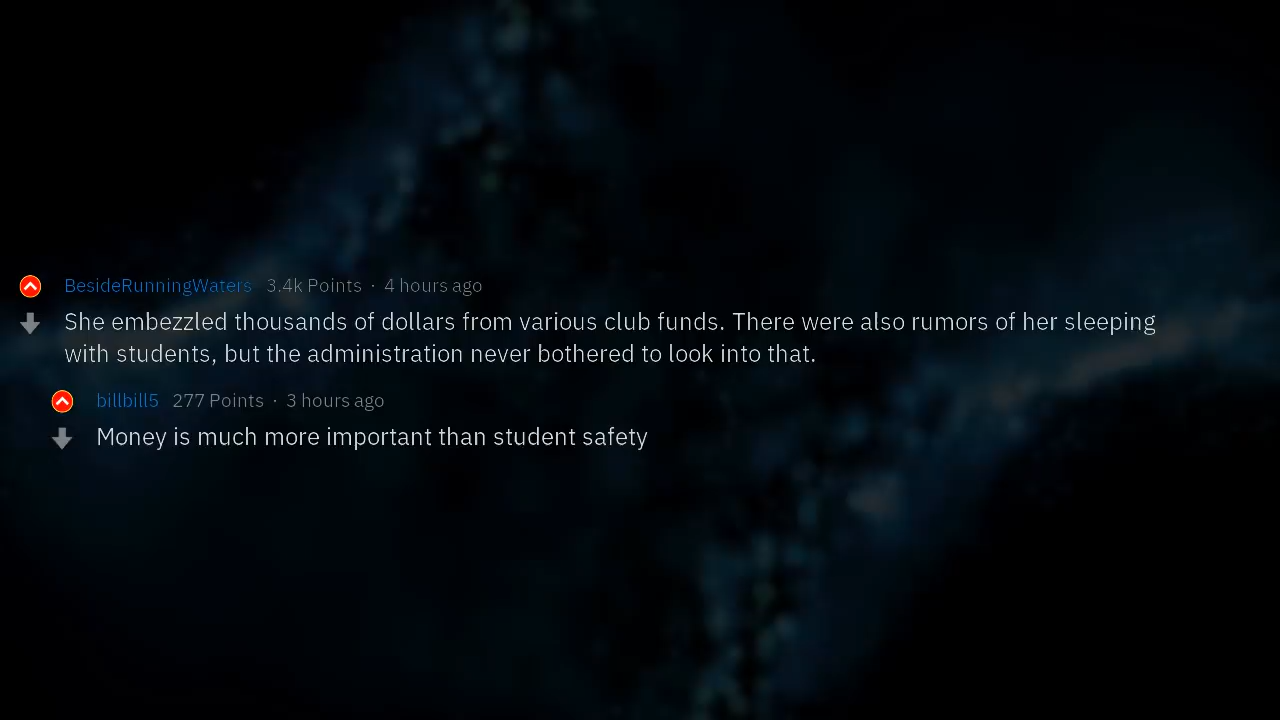 BesideRunningWaters 3.4k Points · 4 hours ago
She embezzled thousands of dollars from various club funds. There were also rumors of her sleeping
with students, but the administration never bothered to look into that.
billbill5 277 Points · 3 hours ago
Money is much more important than student safety